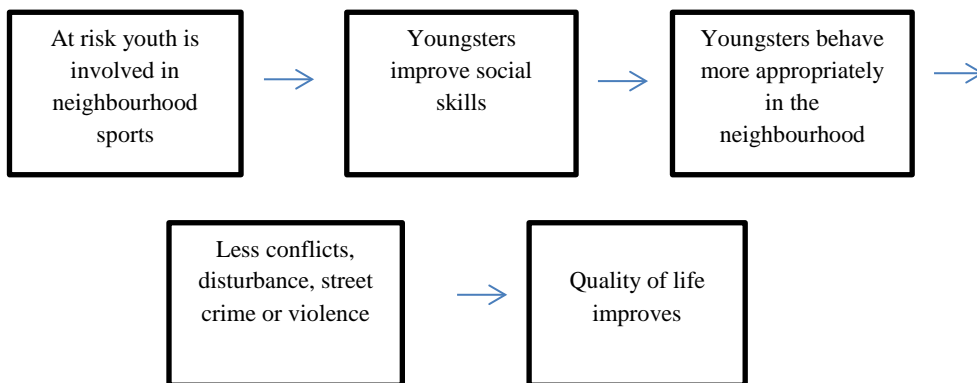 At risk youth is
involved in
neighbourhood
sports
Youngsters
improve social
skills
Youngsters behave
more appropriately
in the
neighbourhood
Less conflicts,
disturbance, street
crime or violence
Quality of life
improves